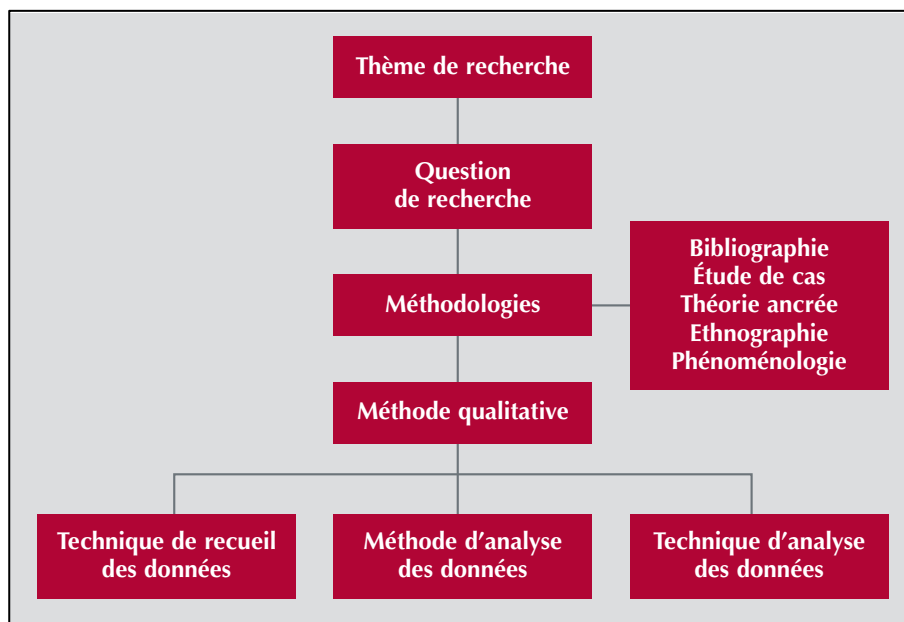 Thème de recherche
Question
de recherche
Méthodologies
Bibliographie
Étude de cas
Théorie ancrée
Ethnographie
Phénoménologie
Méthode qualitative
Technique de recueil
des données
Méthode d'analyse
des données
Technique d'analyse
des données